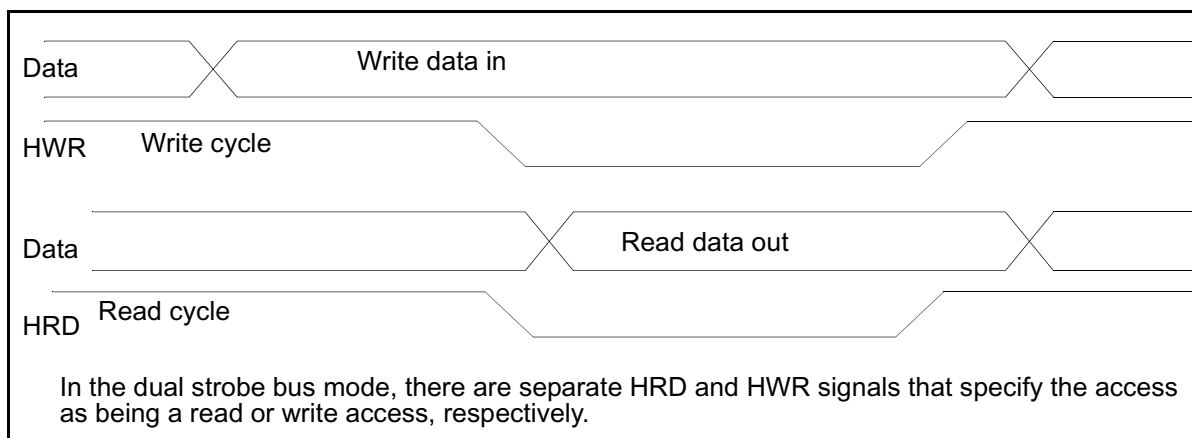 Data
Write data in
HWR
Write cycle
Data
Read data out
Read cycle
HRD
In the dual strobe bus mode, there are separate HRD and HWR signals that specify the access
as being a read or write access, respectively.